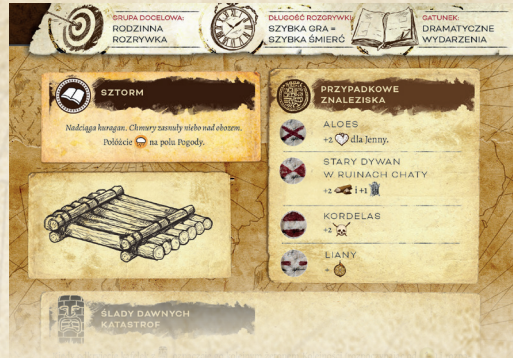 GRUPA DOCELOWA:
RODZINNA
ROZRYWKA
DŁUGOŚĆ ROZGRYWKI
SZYBKA GRA =
SZYBKA ŚMIERĆ
GATUNEK:
DRAMATYCZNE
WYDARZENIA
SZTORM
Nadciąga huragan. Chmury zasnuły niebo nad obozem.
Połóżcie na polu Pogody.
PRZYPADKOWE
ZNALEZISKA
ALOES
+2 dla Jenny.
STARY DYWAN
W RUINACH CHATY
+2 i +1
KORDELAS
+2
LIANY
+
ŚLADY DAWNYCH
KATASTROF